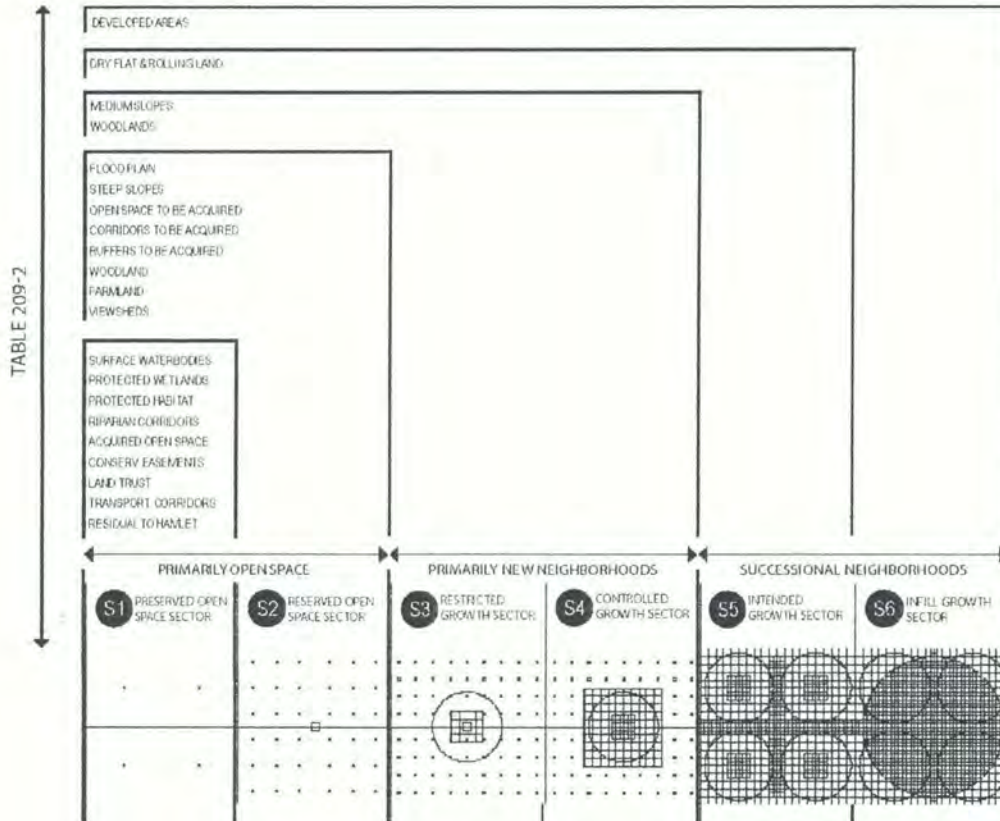 TABLE 209-2
DEVELOPED AREAS
DRY FLAT & ROLLING LAND
MEDIUM SLOPES
WOODLANDS
FLOOD PLAIN
STEEP SLOPES
OPEN SPACE TO BE ACQUIRED
CORRIDORS TO BE ACQUIRED
BUFFERS TO BE ACQUIRED
WOODLAND
FARMLAND
VIEWSHEDS
SURFACE WATERBODIES
PROTECTED WETLANDS
PROTECTED HABITAT
RIPARIAN CORRIDORS
ACQUIRED OPEN SPACE
CONSERV. EASEMENTS
LAND TRUST
TRANSPORT. CORRIDORS
RESIDUAL TO HAMLET
PRIMARILY OPEN SPACE
PRIMARILY NEW NEIGHBORHOODS
SUCCESSIONAL NEIGHBORHOODS
S1 PRESERVED OPEN
SPACE SECTOR
S2 RESERVED OPEN
SPACE SECTOR
S3 RESTRICTED
GROWTH SECTOR
S4 CONTROLLED
GROWTH SECTOR
S5 INTENDED
GROWTH SECTOR
S6 INFILL GROWTH
SECTOR